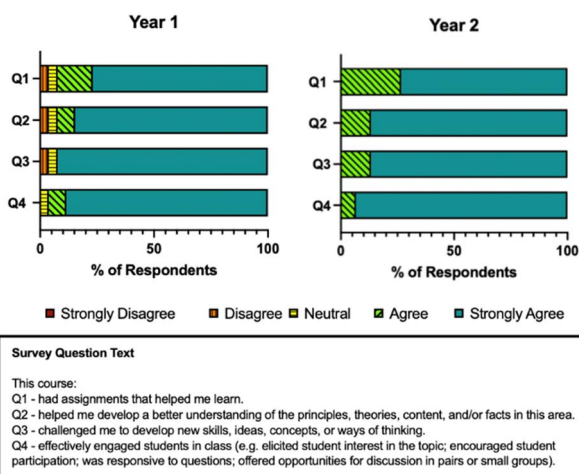 Year 1
Year 2
Q1
Q2
Q3
Q4
0
50
100
% of Respondents
Q1
Q2
Q3
Q4
0
50
100
% of Respondents
Strongly Disagree
Disagree
Neutral
Agree
Strongly Agree
Survey Question Text
This course:
Q1 - had assignments that helped me learn.
Q2 - helped me develop a better understanding of the principles, theories, content, and/or facts in this area.
Q3 - challenged me to develop new skills, ideas, concepts, or ways of thinking.
Q4 - effectively engaged students in class (e.g. elicited student interest in the topic; encouraged student
participation; was responsive to questions; offered opportunities for discussion in pairs or small groups).